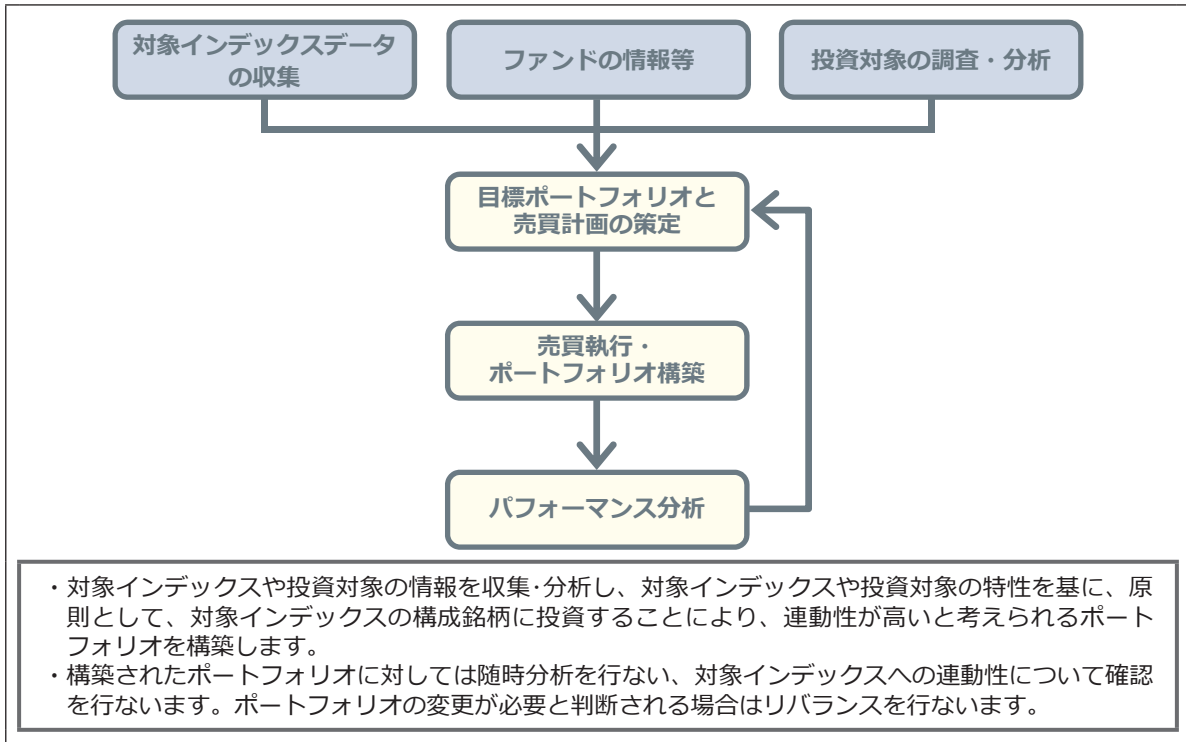 対象インデックスデータ
の収集
ファンドの情報等
投資対象の調査・分析
目標ポートフォリオと
売買計画の策定
売買執行・
ポートフォリオ構築
パフォーマンス分析
・対象インデックスや投資対象の情報を収集･分析し、対象インデックスや投資対象の特性を基に、原
則として、対象インデックスの構成銘柄に投資することにより、連動性が高いと考えられるポート
フォリオを構築します。
・構築されたポートフォリオに対しては随時分析を行ない、対象インデックスへの連動性について確認
を行ないます。ポートフォリオの変更が必要と判断される場合はリバランスを行ないます。